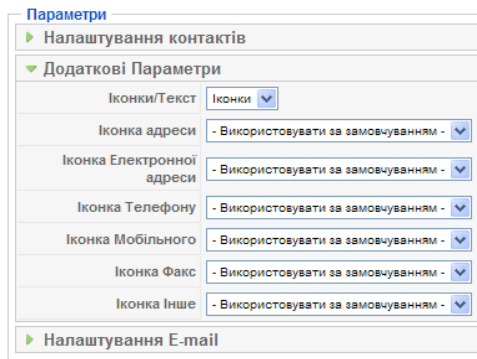 Параметри
Налаштування контактів
Додаткові Параметри
Іконки/Текст Іконки
Іконка адреси - Використовувати за замовчуванням -
Іконка Електронної
адреси - Використовувати за замовчуванням -
Іконка Телефону - Використовувати за замовчуванням -
Іконка Мобільного - Використовувати за замовчуванням -
Іконка Факс - Використовувати за замовчуванням -
Іконка Інше - Використовувати за замовчуванням -
Налаштування E-mail